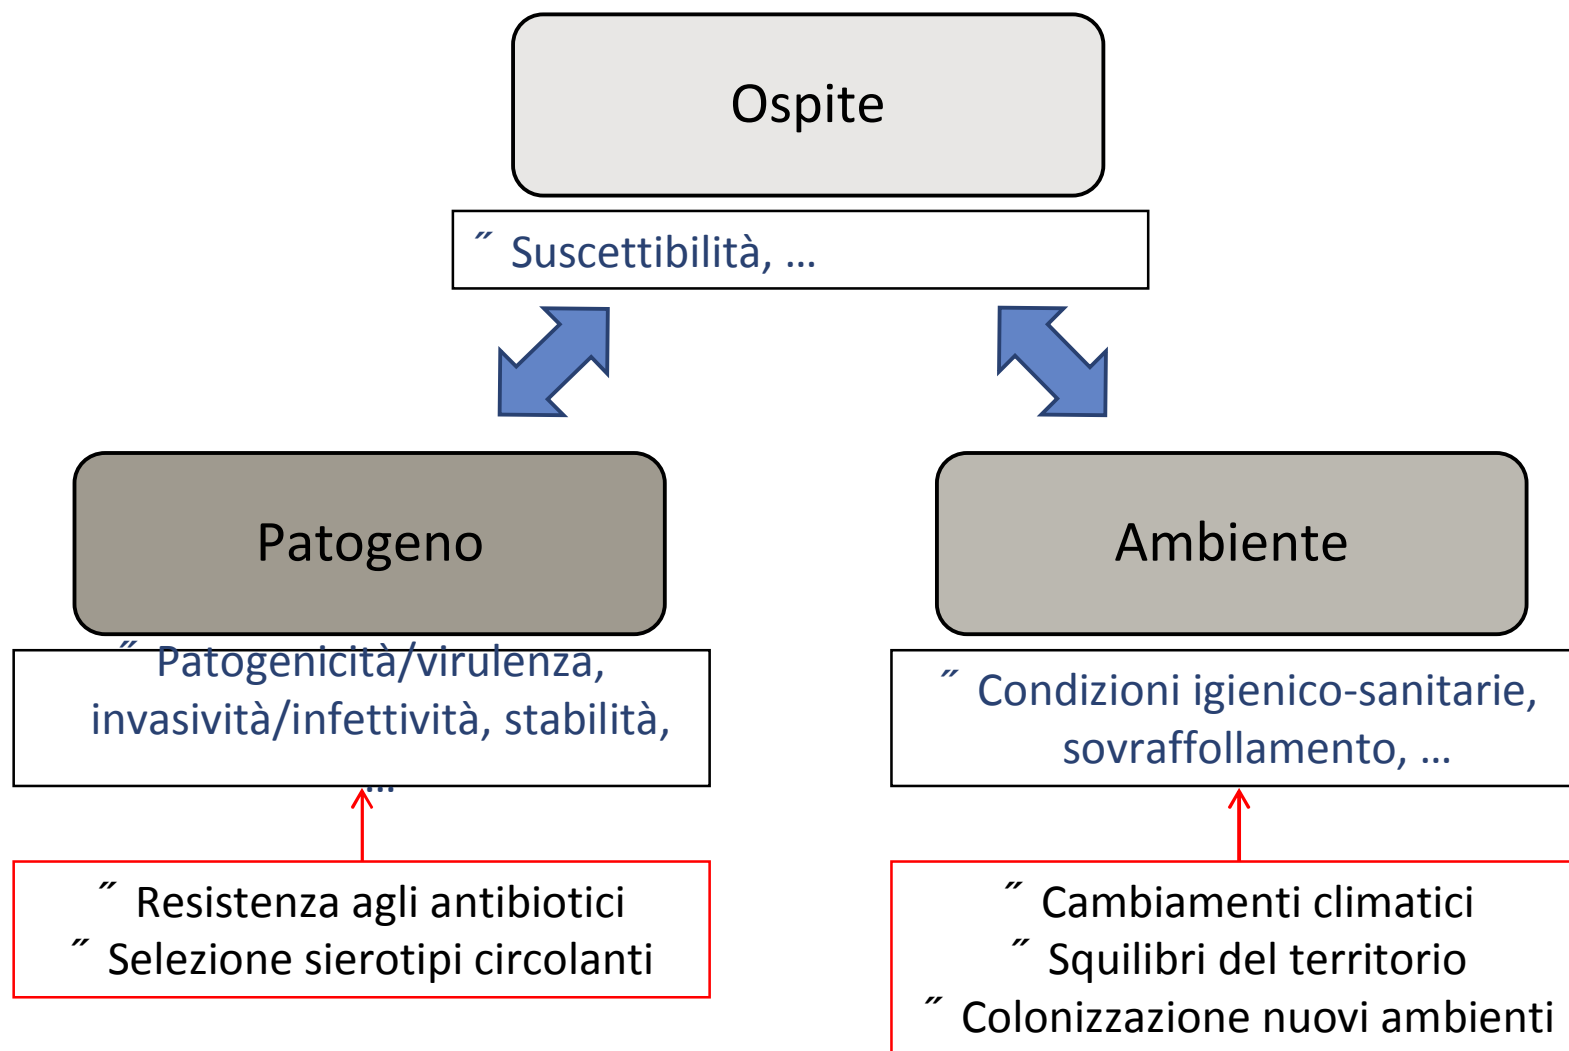 Ospite
˝ Suscettibilità, ...
Patogeno
˝ Patogenicità/virulenza,
invasività/infettività, stabilità,
...
˝ Resistenza agli antibiotici
˝ Selezione sierotipi circolanti
Ambiente
˝ Condizioni igienico-sanitarie,
sovraffollamento, ...
˝ Cambiamenti climatici
˝ Squilibri del territorio
˝ Colonizzazione nuovi ambienti